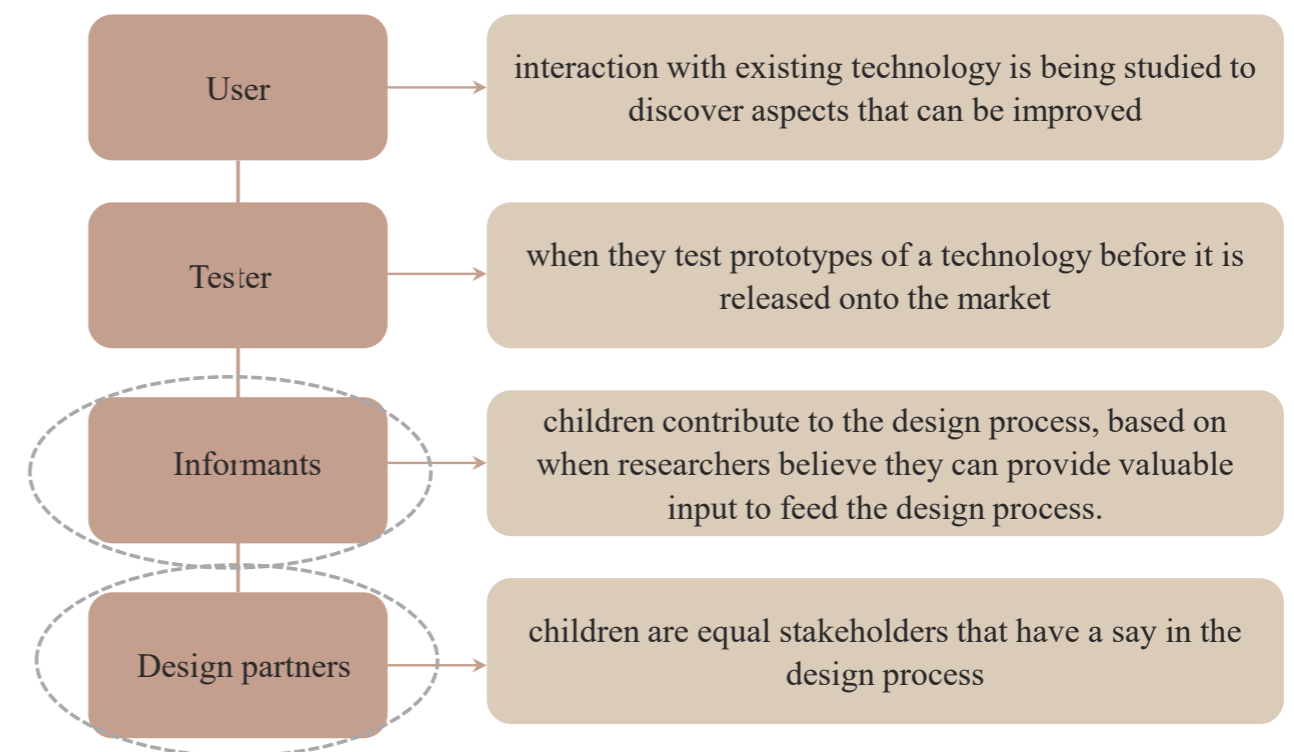 User
interaction with existing technology is being studied to
discover aspects that can be improved
Tester
when they test prototypes of a technology before it is
released onto the market
Informants
children contribute to the design process, based on
when researchers believe they can provide valuable
input to feed the design process.
Design partners
children are equal stakeholders that have a say in the
design process